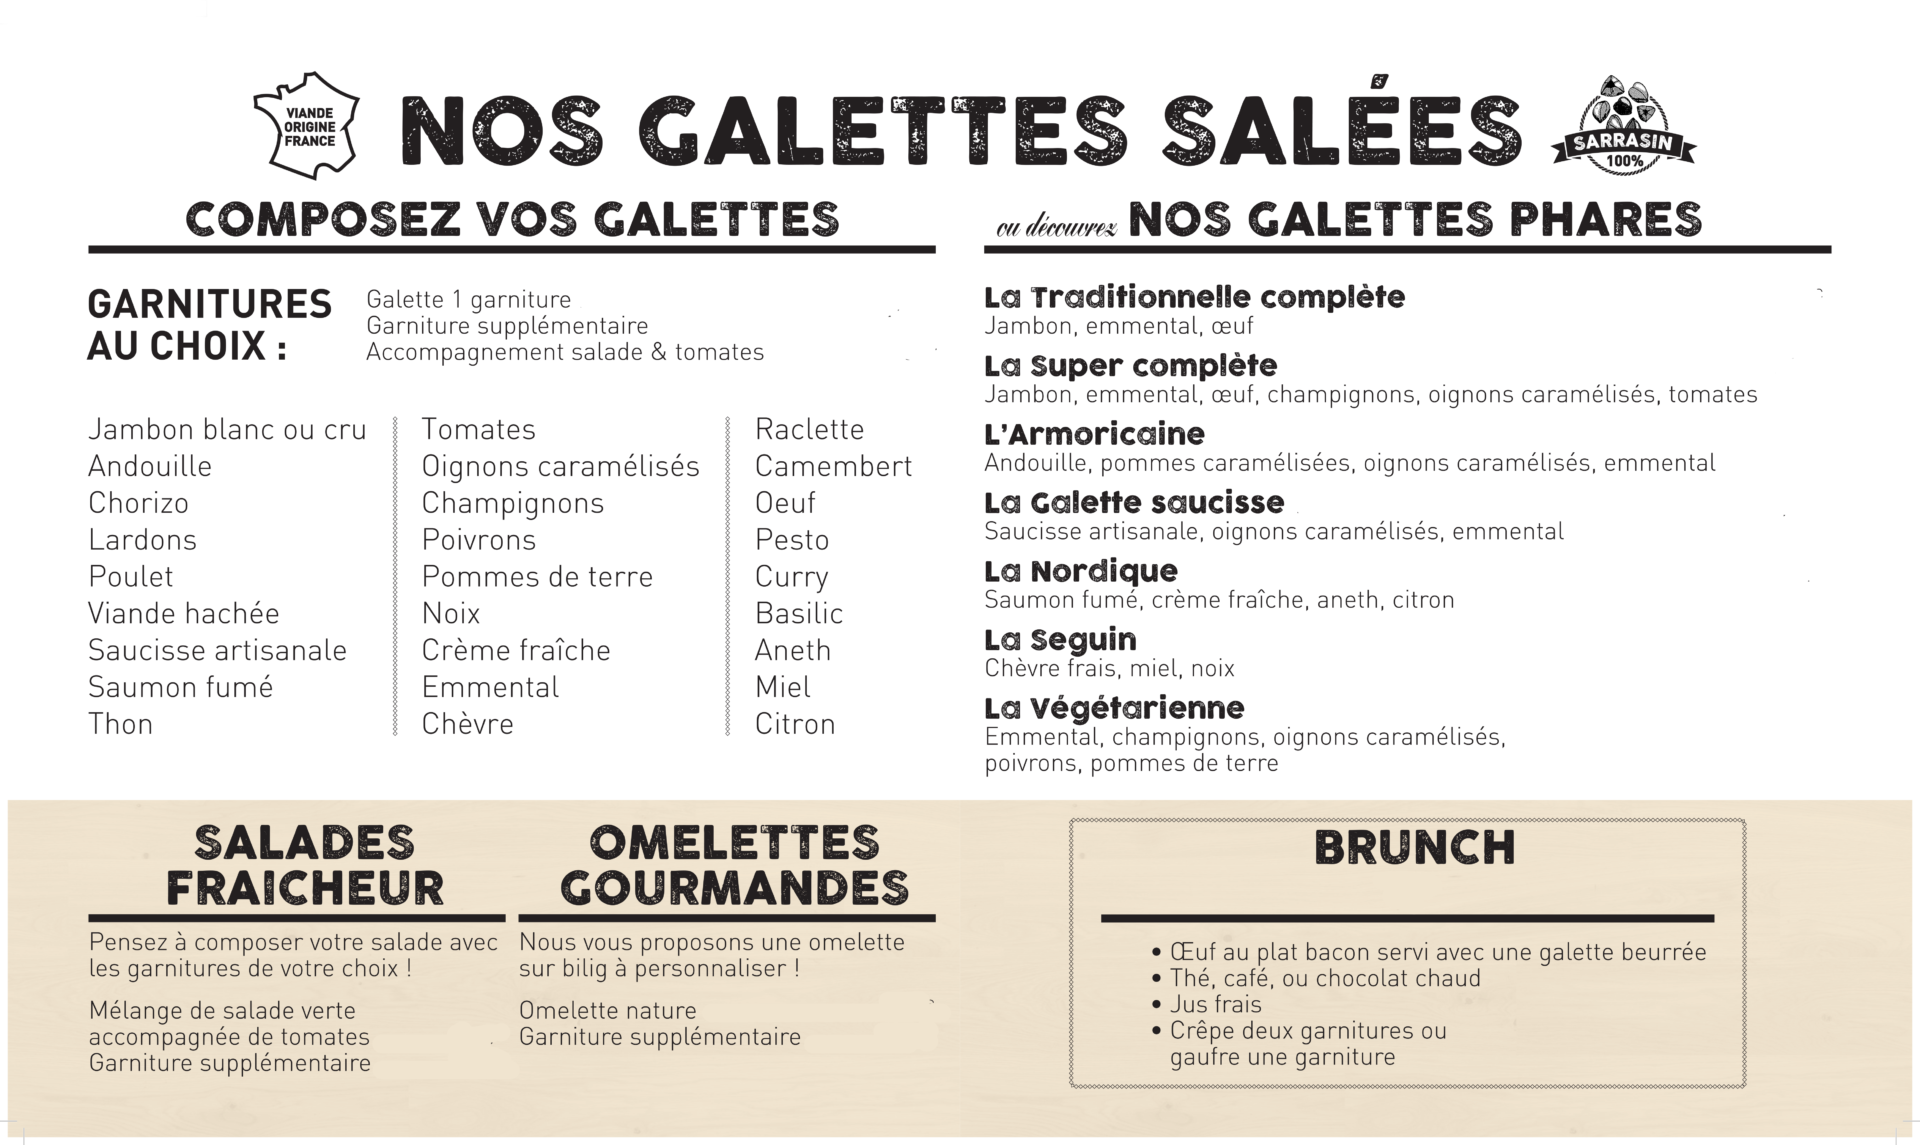 VIANDE
ORIGINE
FRANCE
NOS GALETTES SALÉES
SARRASIN
100%
COMPOSEZ VOS GALETTES
GARNITURES
AU CHOIX :
Galette 1 garniture
Garniture supplémentaire
Accompagnement salade & tomates
Jambon blanc ou cru
Andouille
Chorizo
Lardons
Poulet
Viande hachée
Saucisse artisanale
Saumon fumé
Thon
Tomates
Oignons caramélisés
Champignons
Poivrons
Pommes de terre
Noix
Crème fraîche
Emmental
Chèvre
Raclette
Camembert
Oeuf
Pesto
Curry
Basilic
Aneth
Miel
Citron
ou découvrez NOS GALETTES PHARES
La Traditionnelle complète
Jambon, emmental, œuf
La Super complète
Jambon, emmental, œuf, champignons, oignons caramélisés, tomates
L'Armoricaine
Andouille, pommes caramélisées, oignons caramélisés, emmental
La Galette saucisse
Saucisse artisanale, oignons caramélisés, emmental
La Nordique
Saumon fumé, crème fraîche, aneth, citron
La Seguin
Chèvre frais, miel, noix
La Végétarienne
Emmental, champignons, oignons caramélisés,
poivrons, pommes de terre
SALADES
FRAICHEUR
Pensez à composer votre salade avec
les garnitures de votre choix !
Mélange de salade verte
accompagnée de tomates
Garniture supplémentaire
OMELETTES
GOURMANDES
Nous vous proposons une omelette
sur bilig à personnaliser !
Omelette nature
Garniture supplémentaire
BRUNCH
• Œuf au plat bacon servi avec une galette beurrée
• Thé, café, ou chocolat chaud
• Jus frais
• Crêpe deux garnitures ou
gaufre une garniture